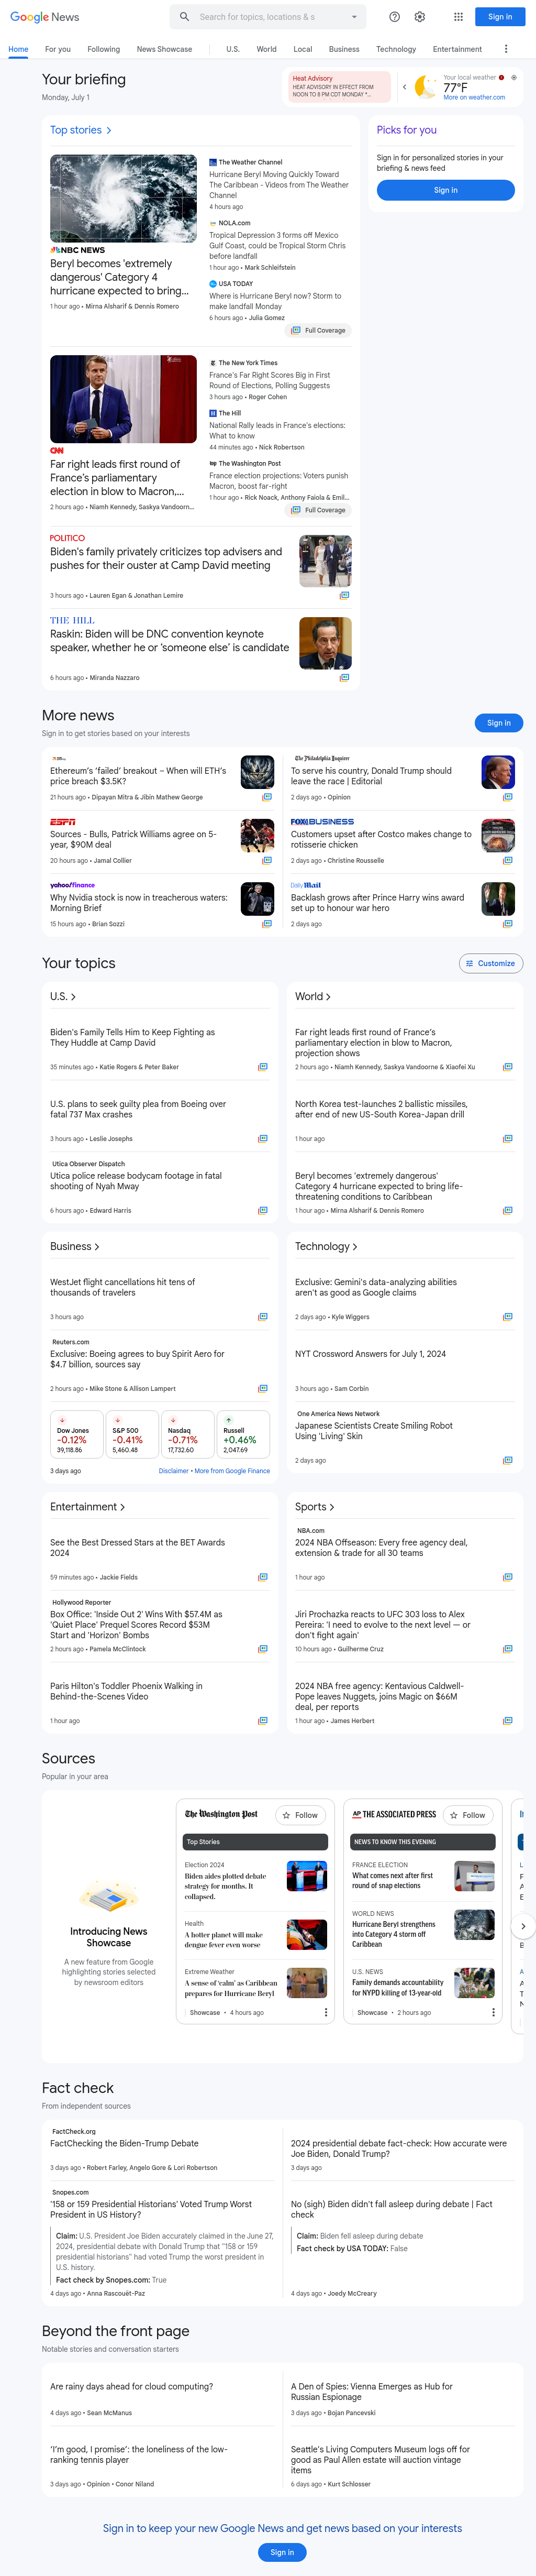 Google News
Search for topics, locations & s
Sign in
Home
For you
Following
News Showcase
U.S.
World
Local
Business
Technology
Entertainment
Your briefing
Monday, July 1
Heat Advisory
HEAT ADVISORY IN EFFECT FROM
NOON TO 8 PM CDT MONDAY *...
Your local weather
77°F
More on weather.com
Top stories
NBC NEWS
Beryl becomes 'extremely
dangerous' Category 4
hurricane expected to bring...
1 hour ago • Mirna Alsharif & Dennis Romero
The Weather Channel
Hurricane Beryl Moving Quickly Toward
The Caribbean - Videos from The Weather
Channel
4 hours ago
NOLA.com
Tropical Depression 3 forms off Mexico
Gulf Coast, could be Tropical Storm Chris
before landfall
1 hour ago • Mark Schleifstein
USA TODAY
Where is Hurricane Beryl now? Storm to
make landfall Monday
6 hours ago • Julia Gomez
Full Coverage
CNN
Far right leads first round of
France's parliamentary
election in blow to Macron,...
2 hours ago • Niamh Kennedy, Saskya Vandoorn...
The New York Times
France's Far Right Scores Big in First
Round of Elections, Polling Suggests
3 hours ago • Roger Cohen
The Hill
National Rally leads in France's elections:
What to know
44 minutes ago • Nick Robertson
The Washington Post
France election projections: Voters punish
Macron, boost far-right
1 hour ago • Rick Noack, Anthony Faiola & Emil...
Full Coverage
POLITICO
Biden's family privately criticizes top advisers and
pushes for their ouster at Camp David meeting
3 hours ago • Lauren Egan & Jonathan Lemire
THE HILL
Raskin: Biden will be DNC convention keynote
speaker, whether he or 'someone else' is candidate
6 hours ago • Miranda Nazzaro
Picks for you
Sign in for personalized stories in your
briefing & news feed
Sign in
More news
Sign in to get stories based on your interests
Sign in
Ethereum's 'failed' breakout – When will ETH's
price breach $3.5K?
21 hours ago • Dipayan Mitra & Jibin Mathew George
The Philadelphia Inquirer
To serve his country, Donald Trump should
leave the race | Editorial
2 days ago • Opinion
ESPN
Sources - Bulls, Patrick Williams agree on 5-
year, $90M deal
20 hours ago • Jamal Collier
FOX BUSINESS
Customers upset after Costco makes change to
rotisserie chicken
2 days ago • Christine Rousselle
yahoo!finance
Why Nvidia stock is now in treacherous waters:
Morning Brief
15 hours ago • Brian Sozzi
Daily Mail
Backlash grows after Prince Harry wins award
set up to honour war hero
2 days ago
Your topics
Customize
U.S.
Biden's Family Tells Him to Keep Fighting as
They Huddle at Camp David
35 minutes ago • Katie Rogers & Peter Baker
U.S. plans to seek guilty plea from Boeing over
fatal 737 Max crashes
3 hours ago • Leslie Josephs
Utica Observer Dispatch
Utica police release bodycam footage in fatal
shooting of Nyah Mway
6 hours ago • Edward Harris
World
Far right leads first round of France's
parliamentary election in blow to Macron,
projection shows
2 hours ago • Niamh Kennedy, Saskya Vandoorne & Xiaofei Xu
North Korea test-launches 2 ballistic missiles,
after end of new US-South Korea-Japan drill
1 hour ago
Beryl becomes 'extremely dangerous'
Category 4 hurricane expected to bring life-
threatening conditions to Caribbean
1 hour ago • Mirna Alsharif & Dennis Romero
Business
WestJet flight cancellations hit tens of
thousands of travelers
3 hours ago
Reuters.com
Exclusive: Boeing agrees to buy Spirit Aero for
$4.7 billion, sources say
2 hours ago • Mike Stone & Allison Lampert
Dow Jones
-0.12%
39,118.86
S&P 500
-0.41%
5,460.48
Nasdaq
-0.71%
17,732.60
Russell
+0.46%
2,047.69
3 days ago
Disclaimer • More from Google Finance
Technology
Exclusive: Gemini's data-analyzing abilities
aren't as good as Google claims
2 days ago • Kyle Wiggers
NYT Crossword Answers for July 1, 2024
3 hours ago • Sam Corbin
One America News Network
Japanese Scientists Create Smiling Robot
Using 'Living' Skin
2 days ago
Entertainment
See the Best Dressed Stars at the BET Awards
2024
59 minutes ago • Jackie Fields
Hollywood Reporter
Box Office: 'Inside Out 2' Wins With $57.4M as
'Quiet Place' Prequel Scores Record $53M
Start and 'Horizon' Bombs
2 hours ago • Pamela McClintock
Paris Hilton's Toddler Phoenix Walking in
Behind-the-Scenes Video
1 hour ago
Sports
NBA.com
2024 NBA Offseason: Every free agency deal,
extension & trade for all 30 teams
1 hour ago
Jiri Prochazka reacts to UFC 303 loss to Alex
Pereira: 'I need to evolve to the next level — or
don't fight again'
10 hours ago • Guilherme Cruz
2024 NBA free agency: Kentavious Caldwell-
Pope leaves Nuggets, joins Magic on $66M
deal, per reports
1 hour ago • James Herbert
Sources
Popular in your area
Introducing News
Showcase
A new feature from Google
highlighting stories selected
by newsroom editors
The Washington Post
Follow
Top Stories
Election 2024
Biden aides plotted debate
strategy for months. It
collapsed.
Health
A hotter planet will make
dengue fever even worse
Extreme Weather
A sense of 'calm' as Caribbean
prepares for Hurricane Beryl
Showcase • 4 hours ago
AP THE ASSOCIATED PRESS
Follow
NEWS TO KNOW THIS EVENING
FRANCE ELECTION
What comes next after first
round of snap elections
WORLD NEWS
Hurricane Beryl strengthens
into Category 4 storm off
Caribbean
U.S. NEWS
Family demands accountability
for NYPD killing of 13-year-old
Showcase • 2 hours ago
Fact check
From independent sources
FactCheck.org
FactChecking the Biden-Trump Debate
3 days ago • Robert Farley, Angelo Gore & Lori Robertson
2024 presidential debate fact-check: How accurate were
Joe Biden, Donald Trump?
3 days ago
Snopes.com
'158 or 159 Presidential Historians' Voted Trump Worst
President in US History?
Claim: U.S. President Joe Biden accurately claimed in the June 27,
2024, presidential debate with Donald Trump that "158 or 159
presidential historians" had voted Trump the worst president in
U.S. history.
Fact check by Snopes.com: True
4 days ago • Anna Rascouët-Paz
No (sigh) Biden didn't fall asleep during debate | Fact
check
Claim: Biden fell asleep during debate
Fact check by USA TODAY: False
4 days ago • Joedy McCreary
Beyond the front page
Notable stories and conversation starters
Are rainy days ahead for cloud computing?
4 days ago • Sean McManus
A Den of Spies: Vienna Emerges as Hub for
Russian Espionage
3 days ago • Bojan Pancevski
'I'm good, I promise': the loneliness of the low-
ranking tennis player
3 days ago • Opinion • Conor Niland
Seattle's Living Computers Museum logs off for
good as Paul Allen estate will auction vintage
items
6 days ago • Kurt Schlosser
Sign in to keep your new Google News and get news based on your interests
Sign in